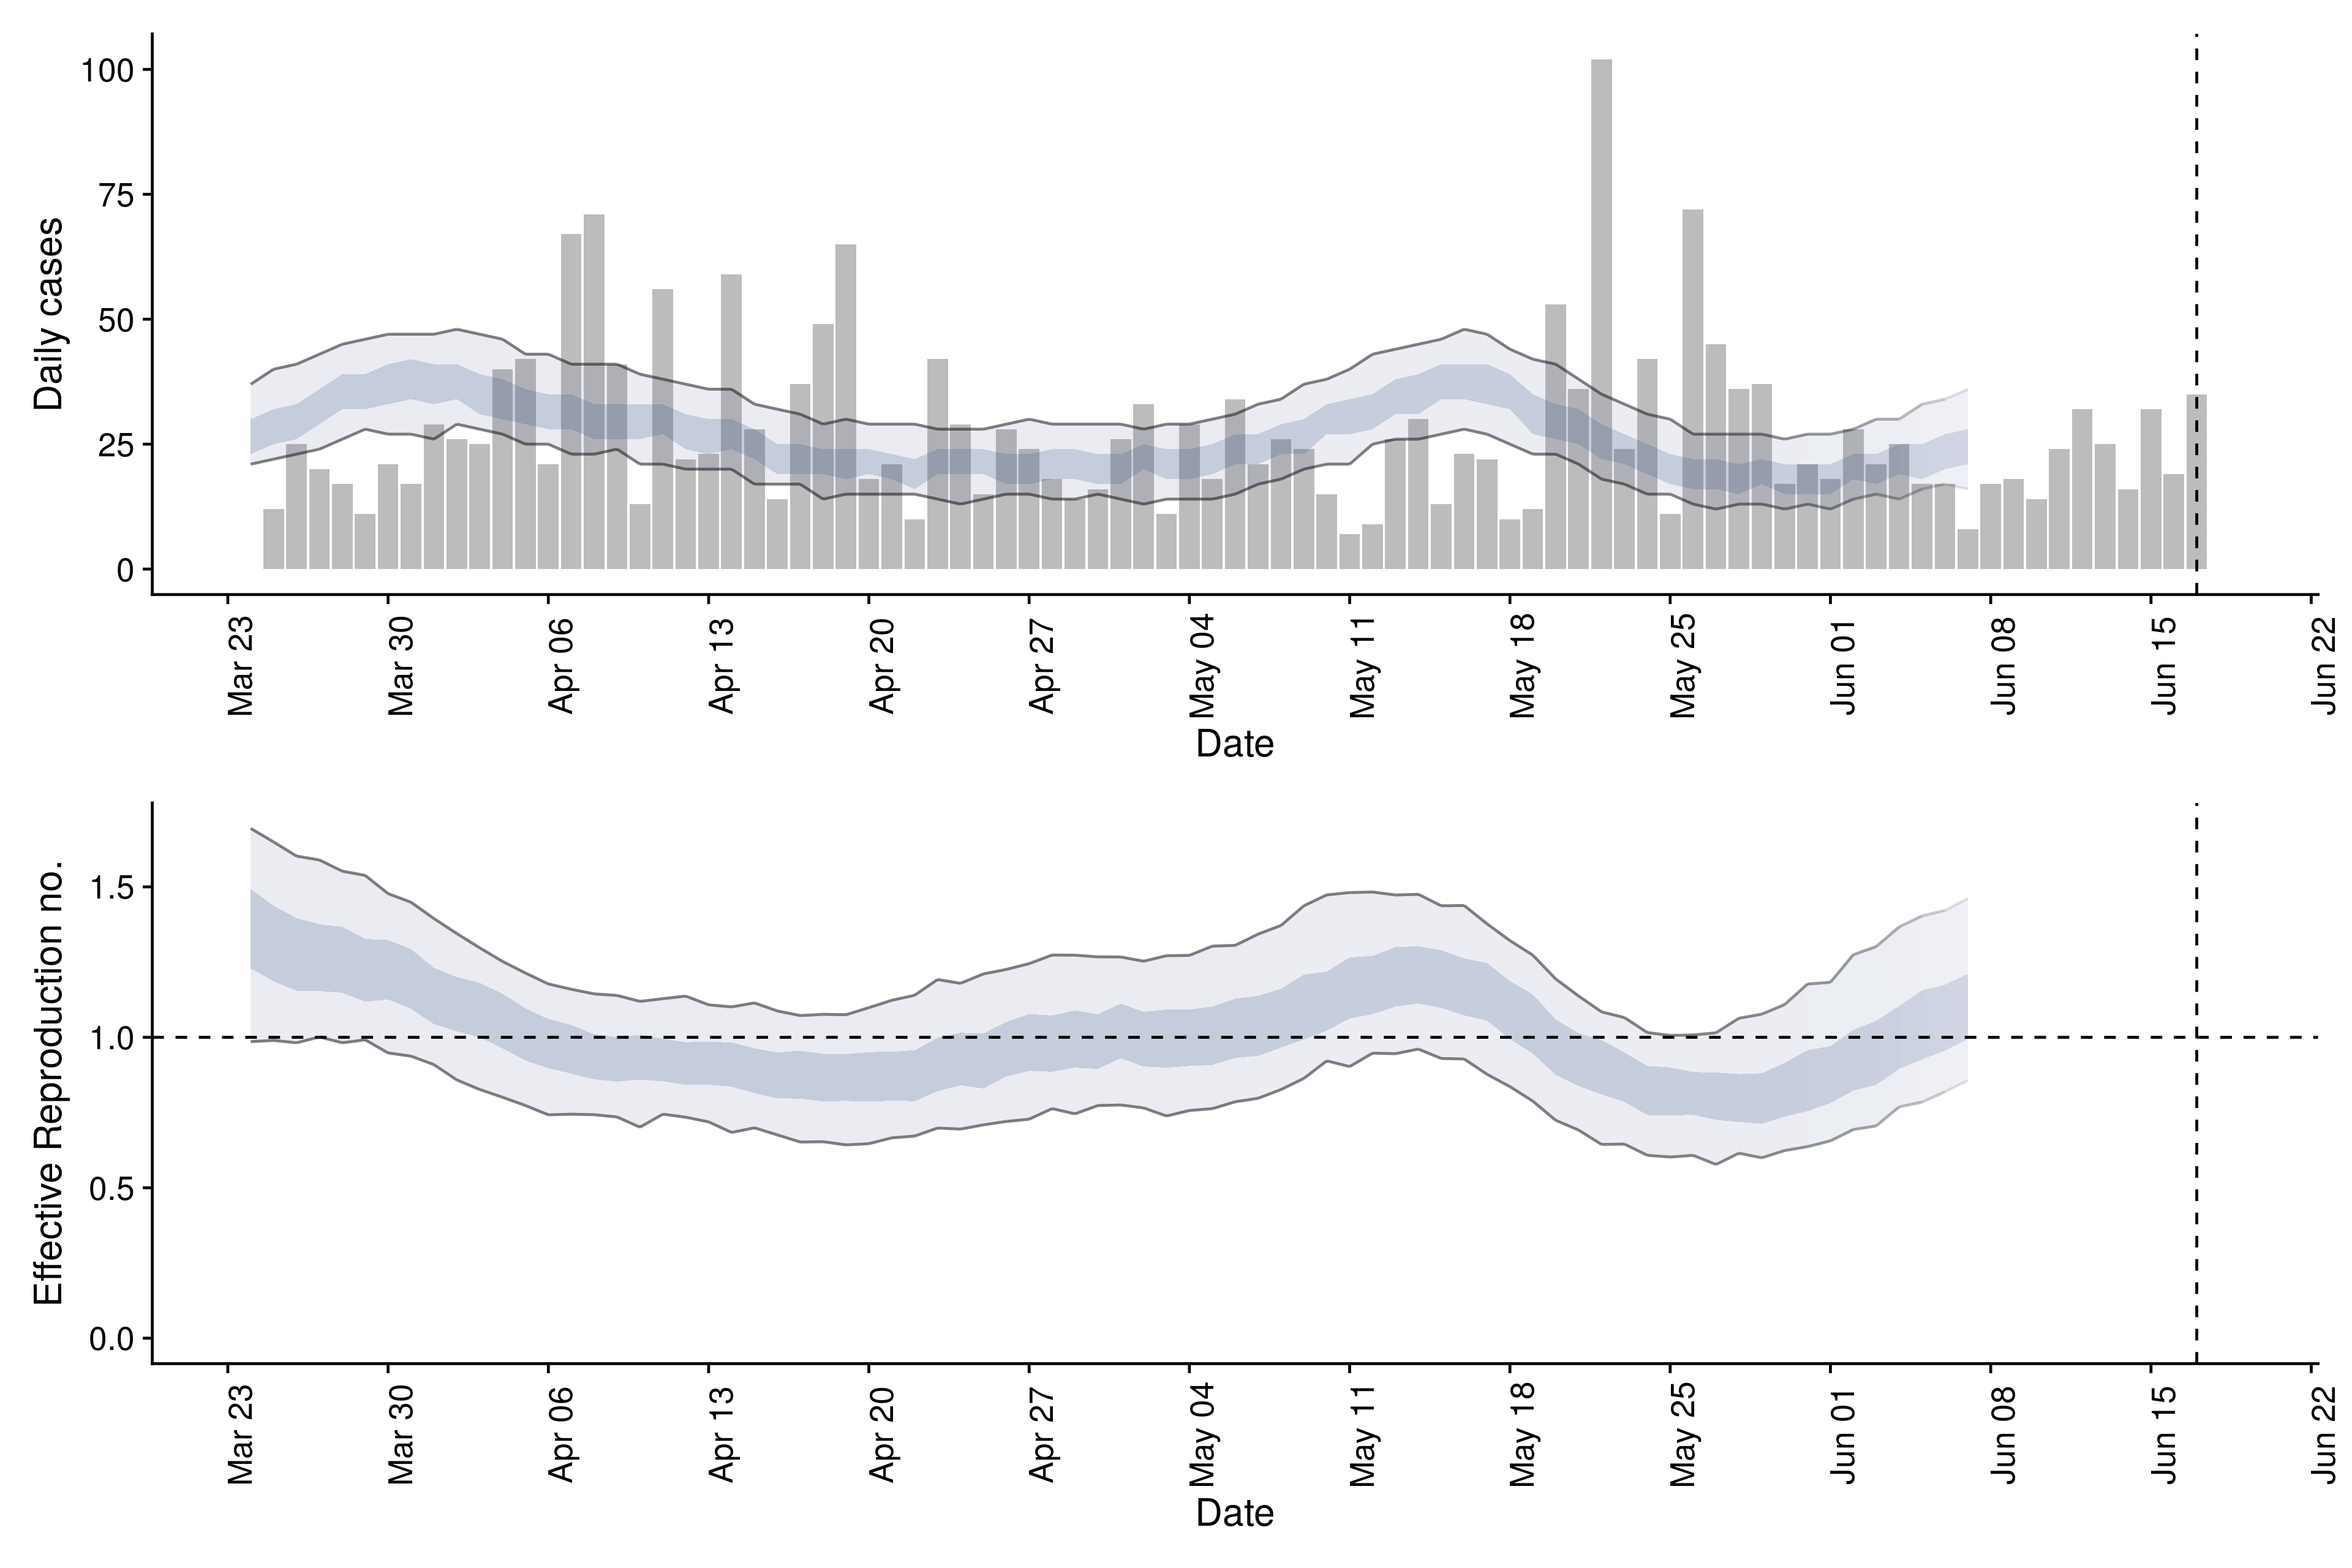 Daily cases
100
75
50
25
0
Mar 23
Mar 30
Apr 06
Apr 13
Apr 20
Apr 27
May 04
May 11
May 18
May 25
Jun 01
Jun 08
Jun 15
Jun 22
Date
Effective Reproduction no.
1.5
1.0
0.5
0.0
Mar 23
Mar 30
Apr 06
Apr 13
Apr 20
Apr 27
May 04
May 11
May 18
May 25
Jun 01
Jun 08
Jun 15
Jun 22
Date